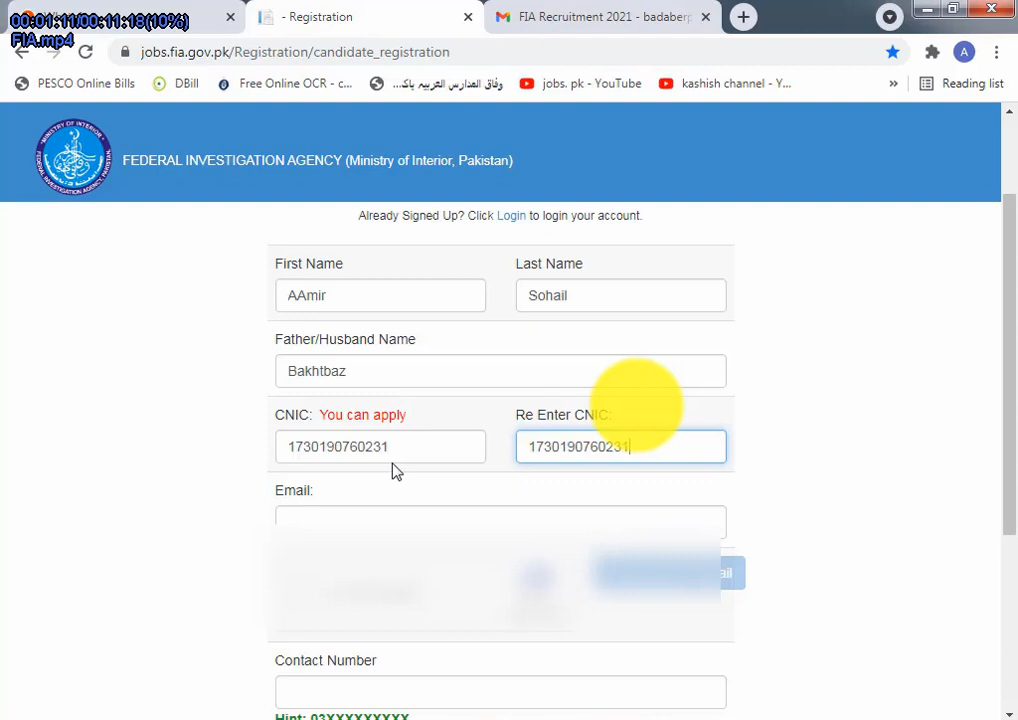 00:01:11/00:11:18(10%)
FIA.mp4
- Registration
FIA Recruitment 2021 - badaberp
jobs.fia.gov.pk/Registration/candidate_registration
A
PESCO Online Bills
DBill
Free Online OCR - c...
وفاق المدارس العربیہ پاک...
jobs. pk - YouTube
kashish channel - Y...
»
Reading list
FEDERAL INVESTIGATION AGENCY (Ministry of Interior, Pakistan)
Already Signed Up? Click Login to login your account.
First Name
Last Name
AAmir
Sohail
Father/Husband Name
Bakhtbaz
CNIC: You can apply
Re Enter CNIC:
1730190760231
1730190760231
Email:
ail
Contact Number
Hint: 03XXXXXXXXX